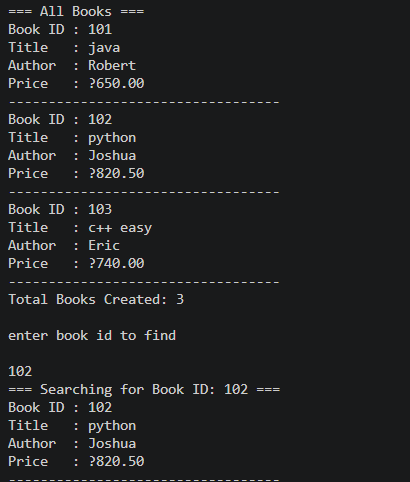 === All Books ===
Book ID : 101
Title   : java
Author  : Robert
Price   : ?650.00
----------------------------------
Book ID : 102
Title   : python
Author  : Joshua
Price   : ?820.50
----------------------------------
Book ID : 103
Title   : c++ easy
Author  : Eric
Price   : ?740.00
----------------------------------
Total Books Created: 3
enter book id to find
102
=== Searching for Book ID: 102 ===
Book ID : 102
Title   : python
Author  : Joshua
Price   : ?820.50
----------------------------------